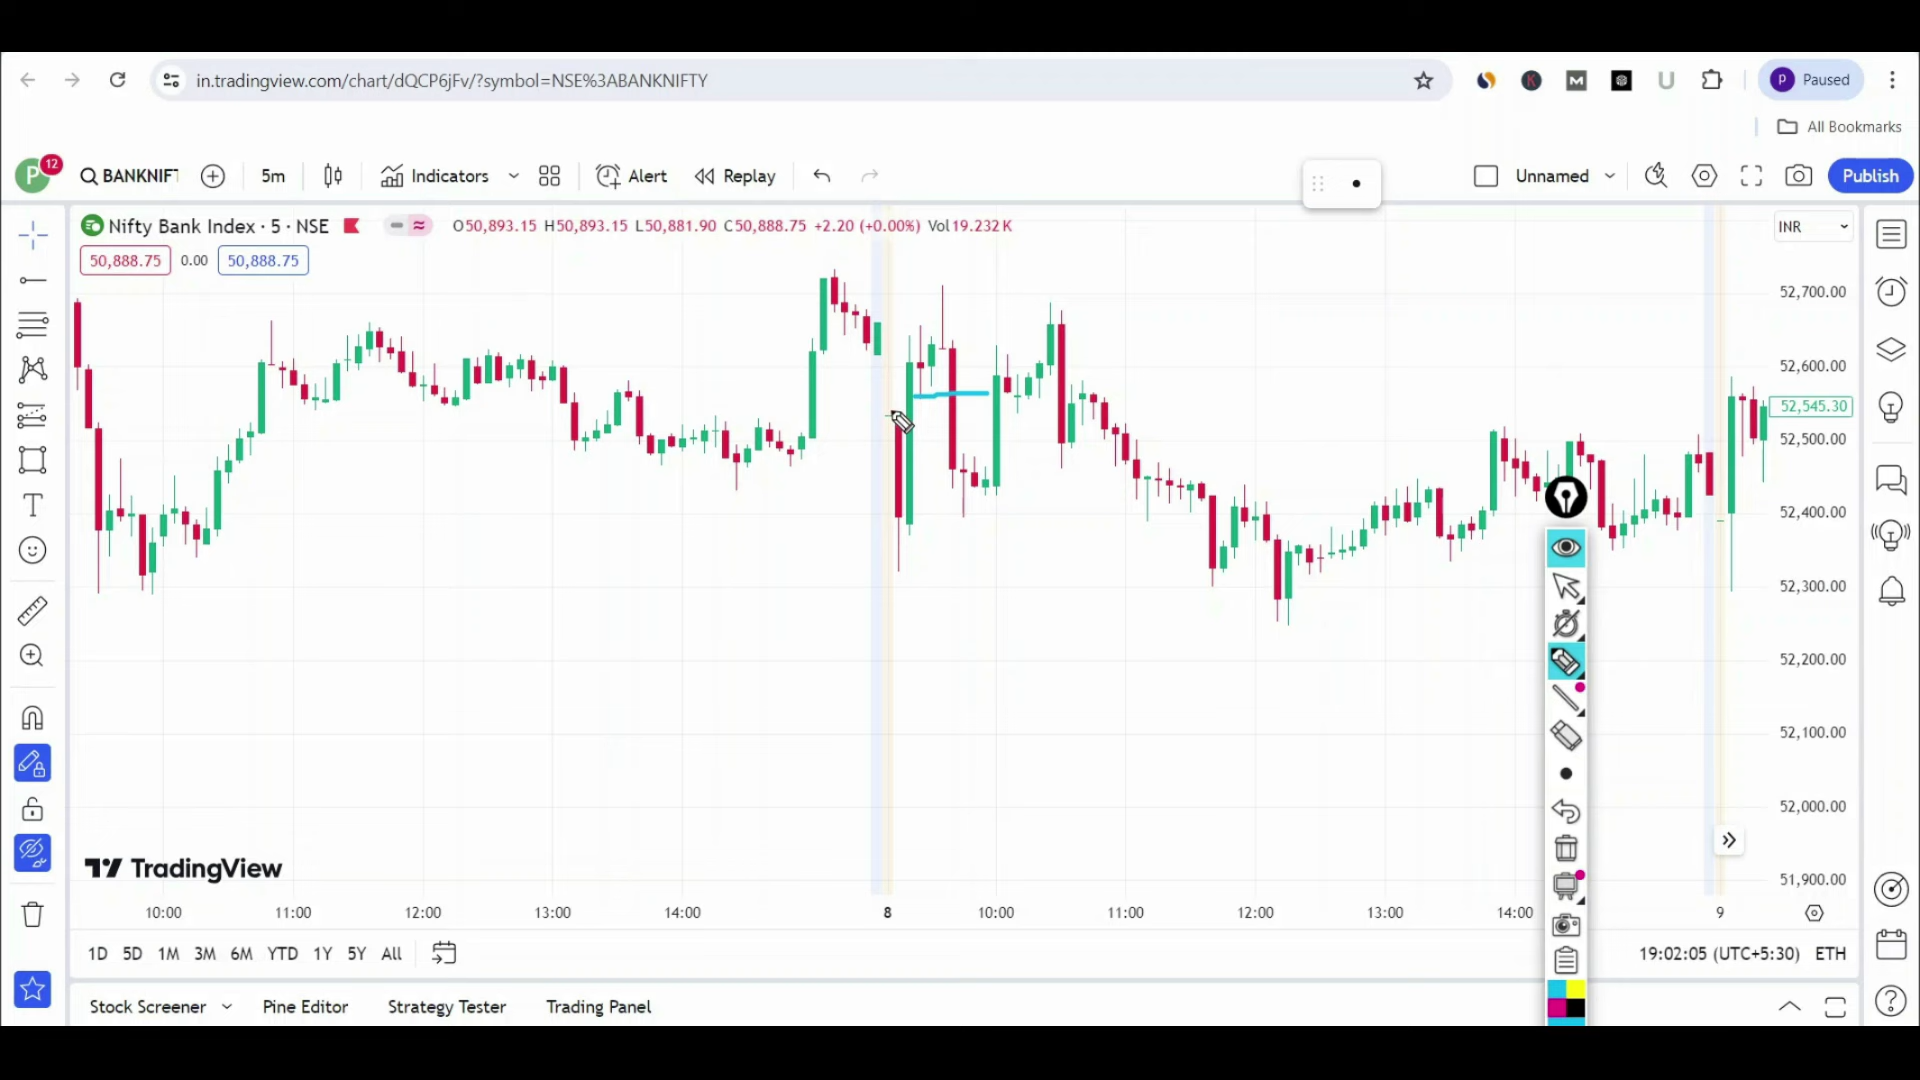 in.tradingview.com/chart/dQCP6jFv/?symbol=NSE%3ABANKNIFTY
K
M
U
P
Paused
All Bookmarks
P
12
BANKNIFT
5m
Indicators
Alert
Replay
Unnamed
Publish
Nifty Bank Index · 5 · NSE
O50,893.15 H50,893.15 L50,881.90 C50,888.75 +2.20 (+0.00%) Vol19.232K
INR
50,888.75 0.00 50,888.75
52,700.00
52,600.00
52,545.30
52,500.00
52,400.00
52,300.00
52,200.00
52,100.00
52,000.00
51,900.00
TradingView
10:00 11:00 12:00 13:00 14:00 8 10:00 11:00 12:00 13:00 14:00 9
1D 5D 1M 3M 6M YTD 1Y 5Y All
19:02:05 (UTC+5:30) ETH
Stock Screener Pine Editor Strategy Tester Trading Panel